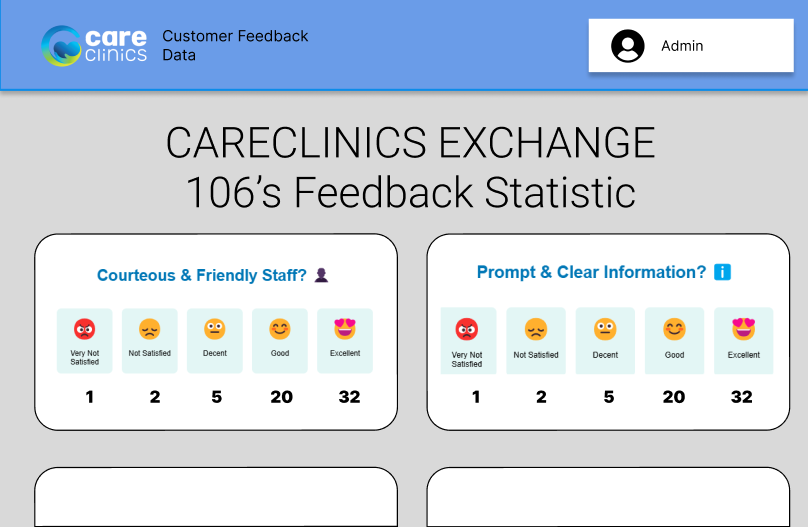 care
clinics
Customer Feedback
Data
Admin
CARECLINICS EXCHANGE
106’s Feedback Statistic
Courteous & Friendly Staff?
Very Not
Satisfied
Not Satisfied
Decent
Good
Excellent
1 2 5 20 32
Prompt & Clear Information? i
Very Not
Satisfied
Not Satisfied
Decent
Good
Excellent
1 2 5 20 32